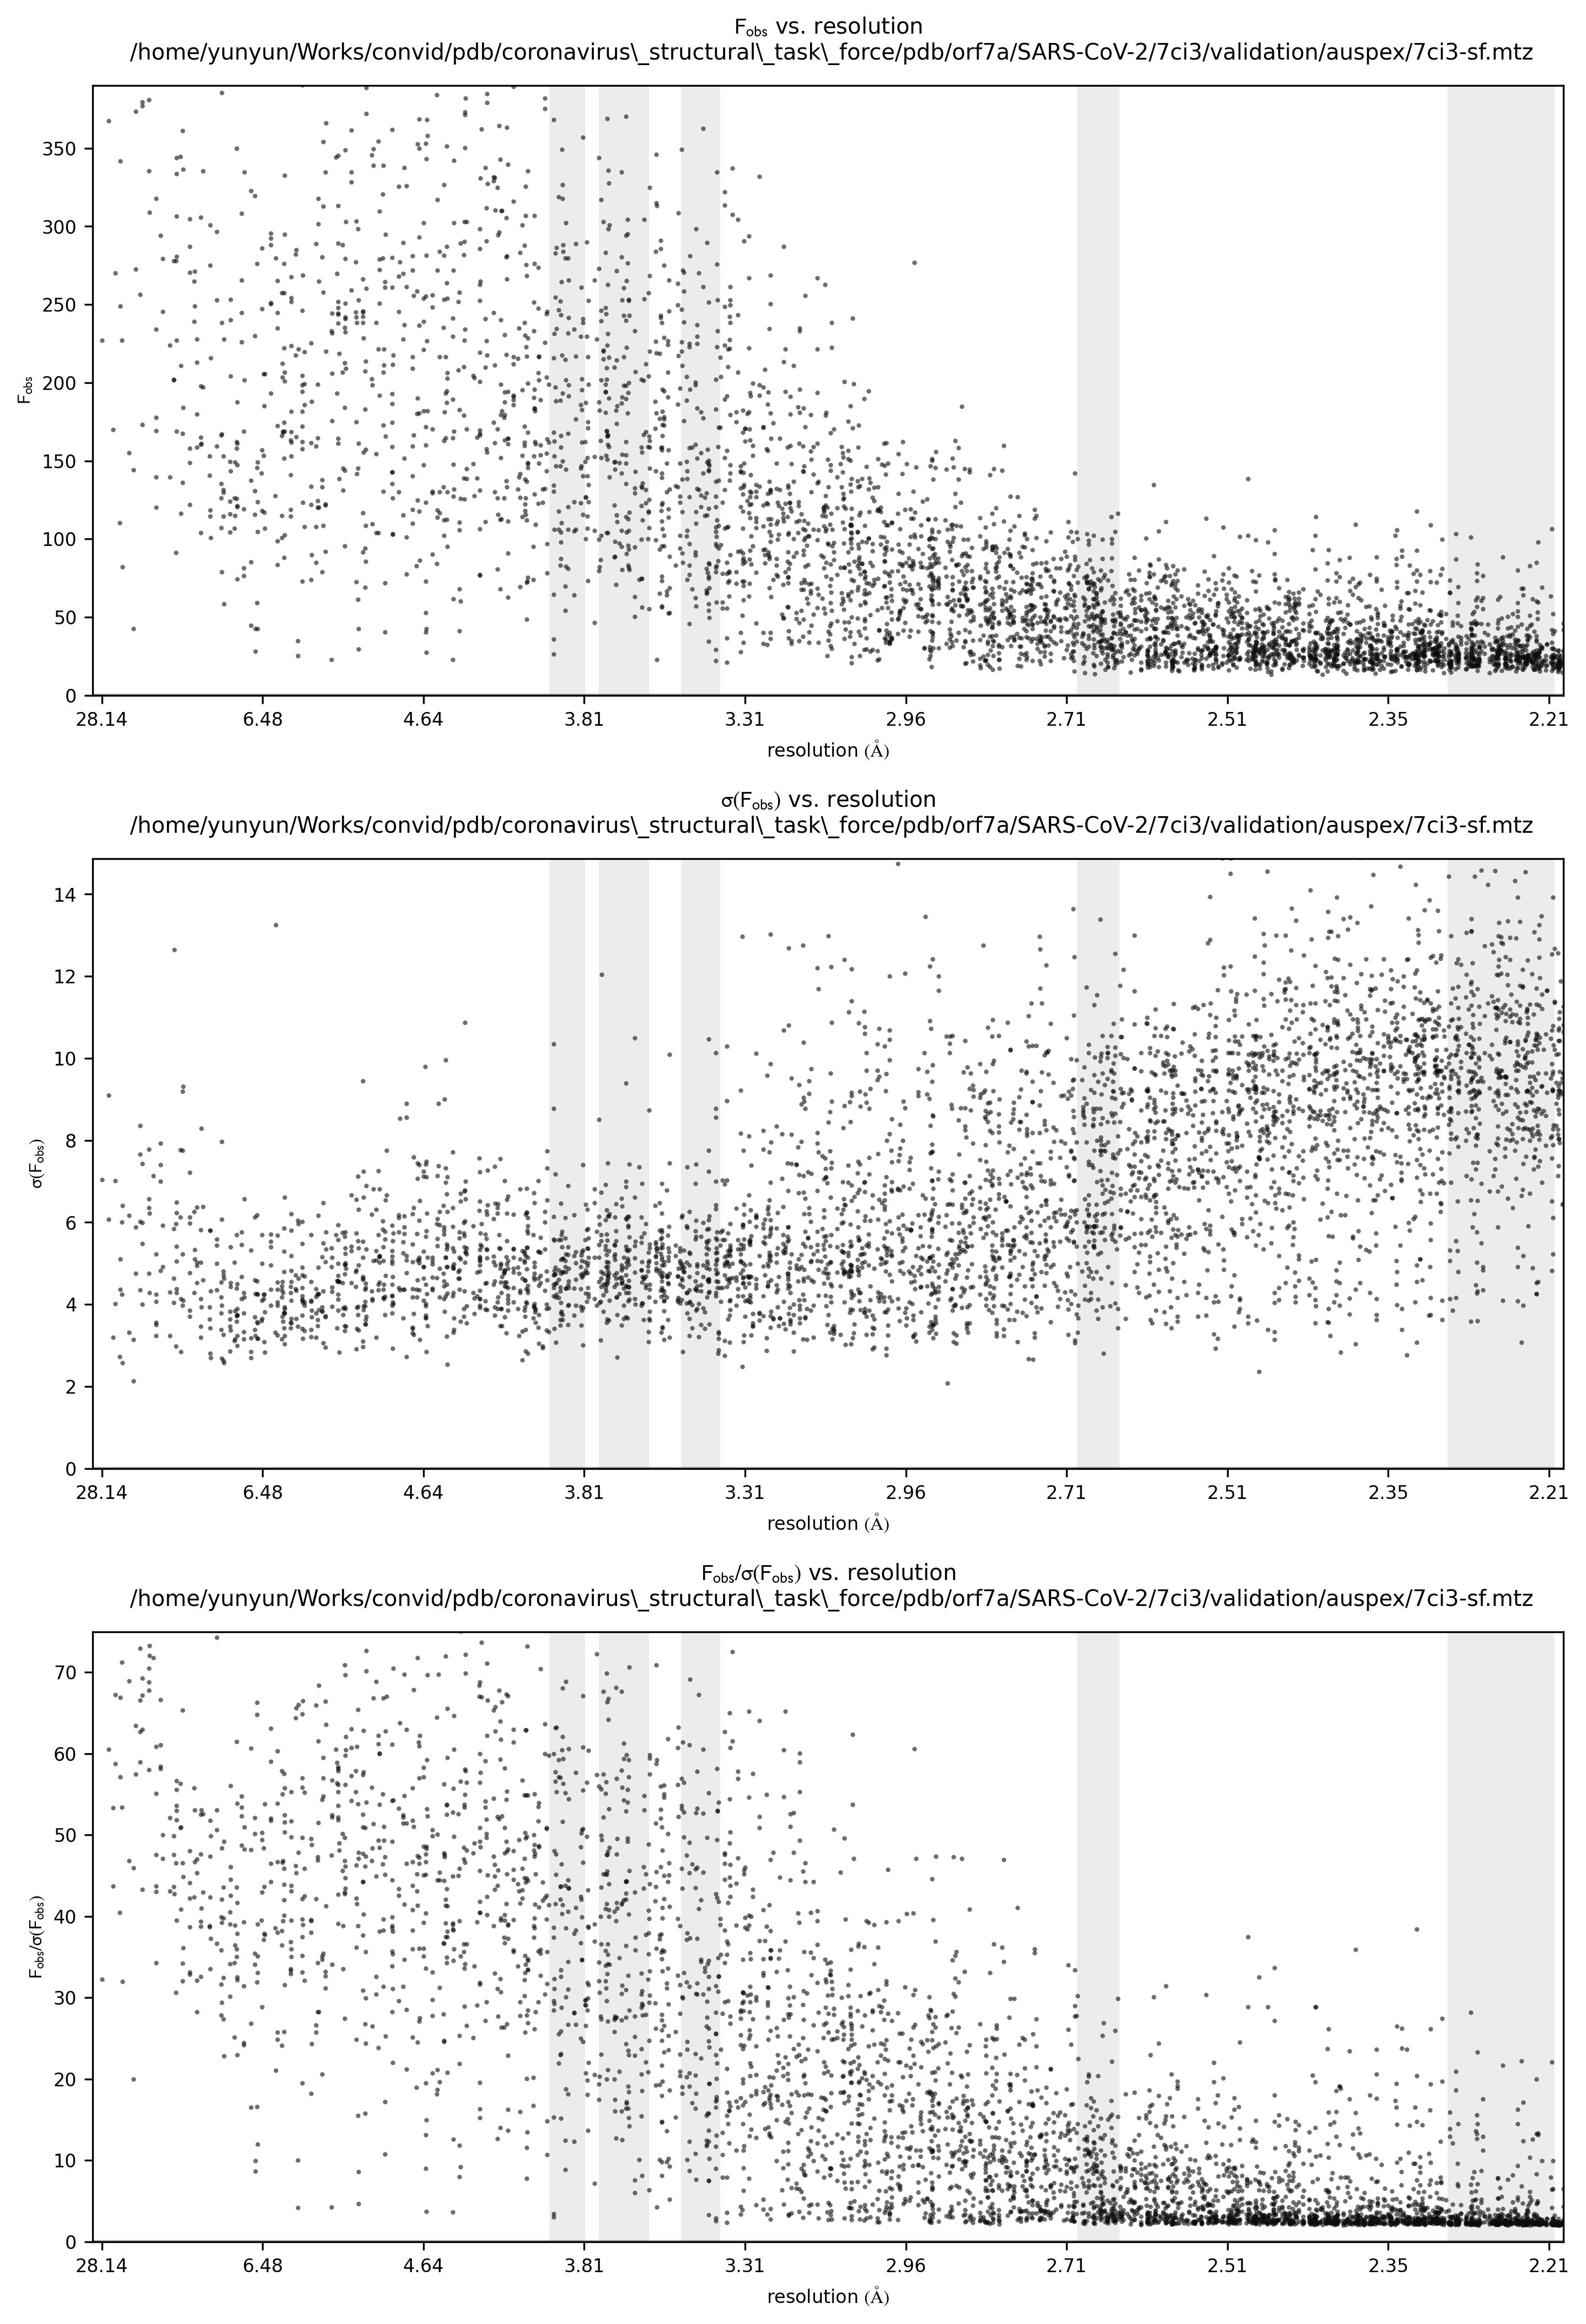 Fobs vs. resolution
/home/yunyun/Works/convid/pdb/coronavirus\_structural\_task\_force/pdb/orf7a/SARS-CoV-2/7ci3/validation/auspex/7ci3-sf.mtz
350
300
250
200
150
100
50
0
Fobs
28.14 6.48 4.64 3.81 3.31 2.96 2.71 2.51 2.35 2.21
resolution (Å)
σ(Fobs) vs. resolution
/home/yunyun/Works/convid/pdb/coronavirus\_structural\_task\_force/pdb/orf7a/SARS-CoV-2/7ci3/validation/auspex/7ci3-sf.mtz
14
12
10
8
6
4
2
0
σ(Fobs)
28.14 6.48 4.64 3.81 3.31 2.96 2.71 2.51 2.35 2.21
resolution (Å)
Fobs/σ(Fobs) vs. resolution
/home/yunyun/Works/convid/pdb/coronavirus\_structural\_task\_force/pdb/orf7a/SARS-CoV-2/7ci3/validation/auspex/7ci3-sf.mtz
70
60
50
40
30
20
10
0
Fobs/σ(Fobs)
28.14 6.48 4.64 3.81 3.31 2.96 2.71 2.51 2.35 2.21
resolution (Å)